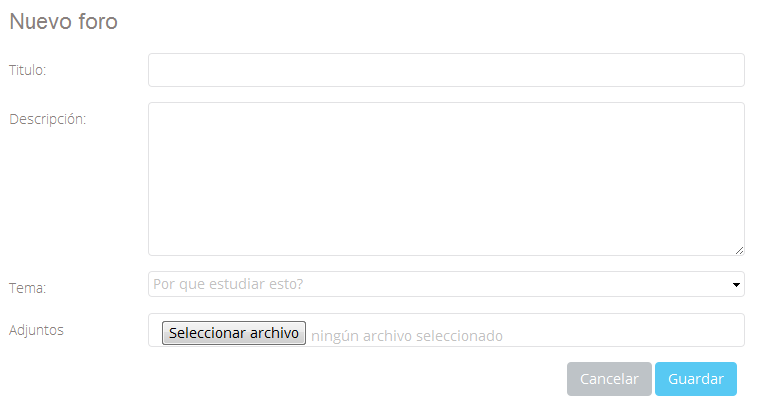 Nuevo foro
Titulo:
Descripción:
Tema: Por que estudiar esto?
Adjuntos Seleccionar archivo ningún archivo seleccionado
Cancelar Guardar